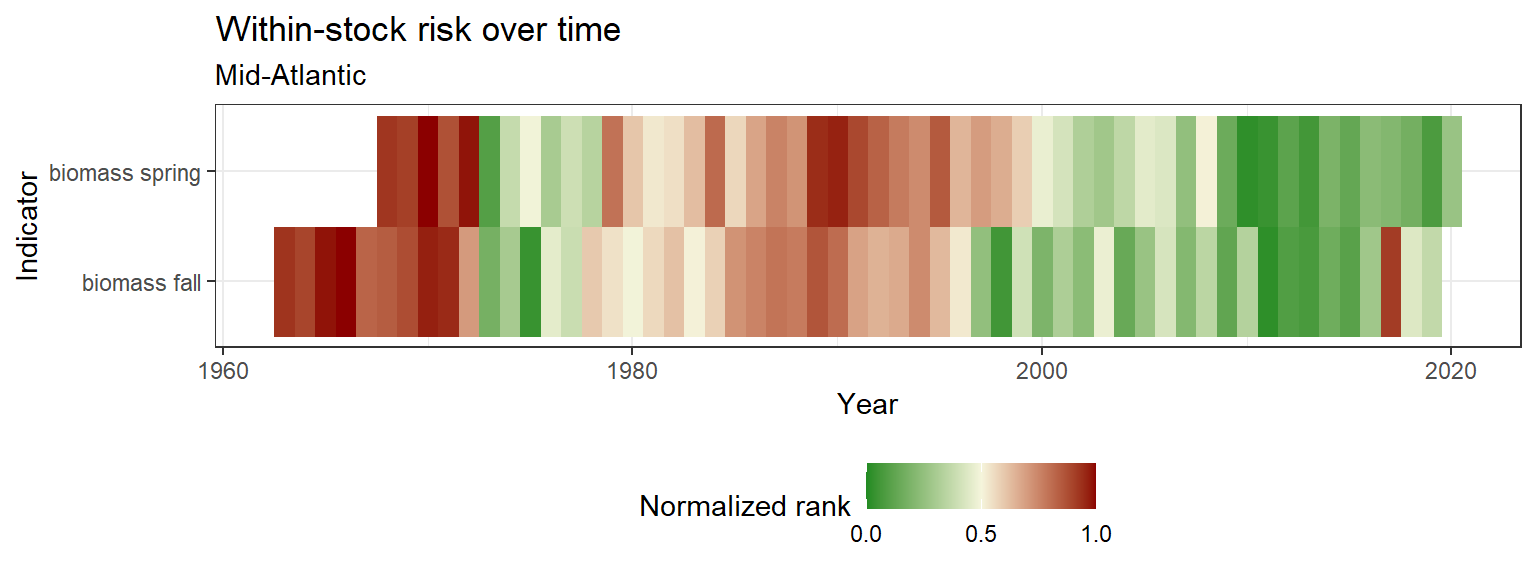 Within-stock risk over time
Mid-Atlantic
Indicator
biomass spring
biomass fall
1960 1980 2000 2020
Year
Normalized rank
0.0 0.5 1.0